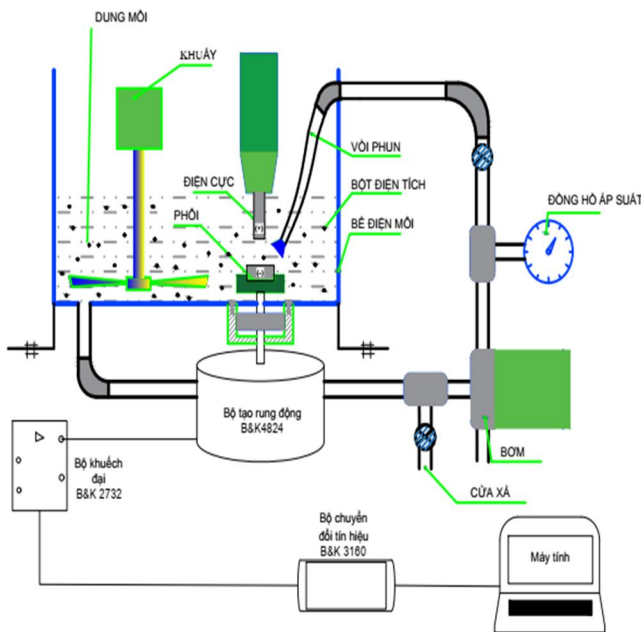 DUNG MÔI
KHUẤY
VÒI PHUN
ĐIỆN CỰC
BỘT ĐIỆN TÍCH
ĐỒNG HỒ ÁP SUẤT
PHÔI
BỂ ĐIỆN MÔI
(+)
(-)
Bộ tạo rung động
B&K4824
Bộ khuếch
đại
B&K 2732
BƠM
CỬA XẢ
Bộ chuyển
đổi tín hiệu
B&K 3160
Máy tính